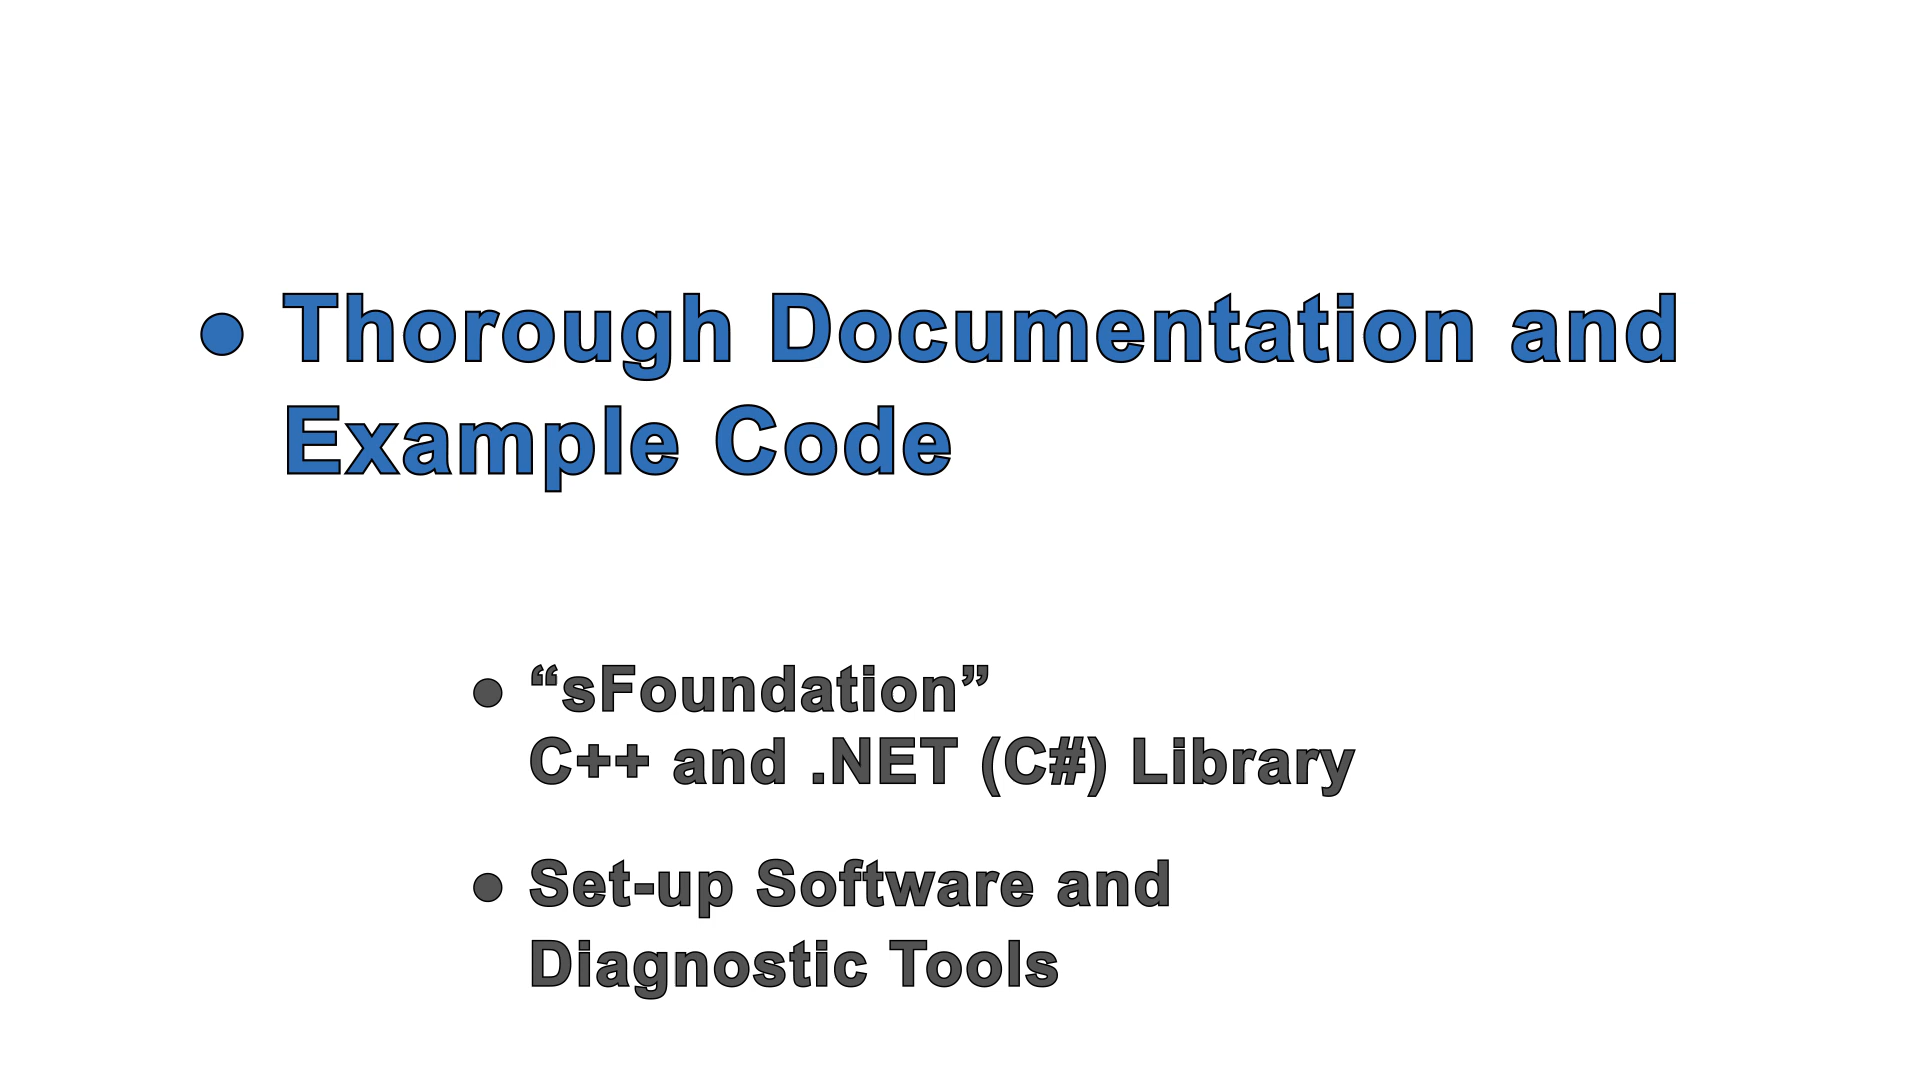 ● Thorough Documentation and
Example Code
● “sFoundation”
C++ and .NET (C#) Library
● Set-up Software and
Diagnostic Tools